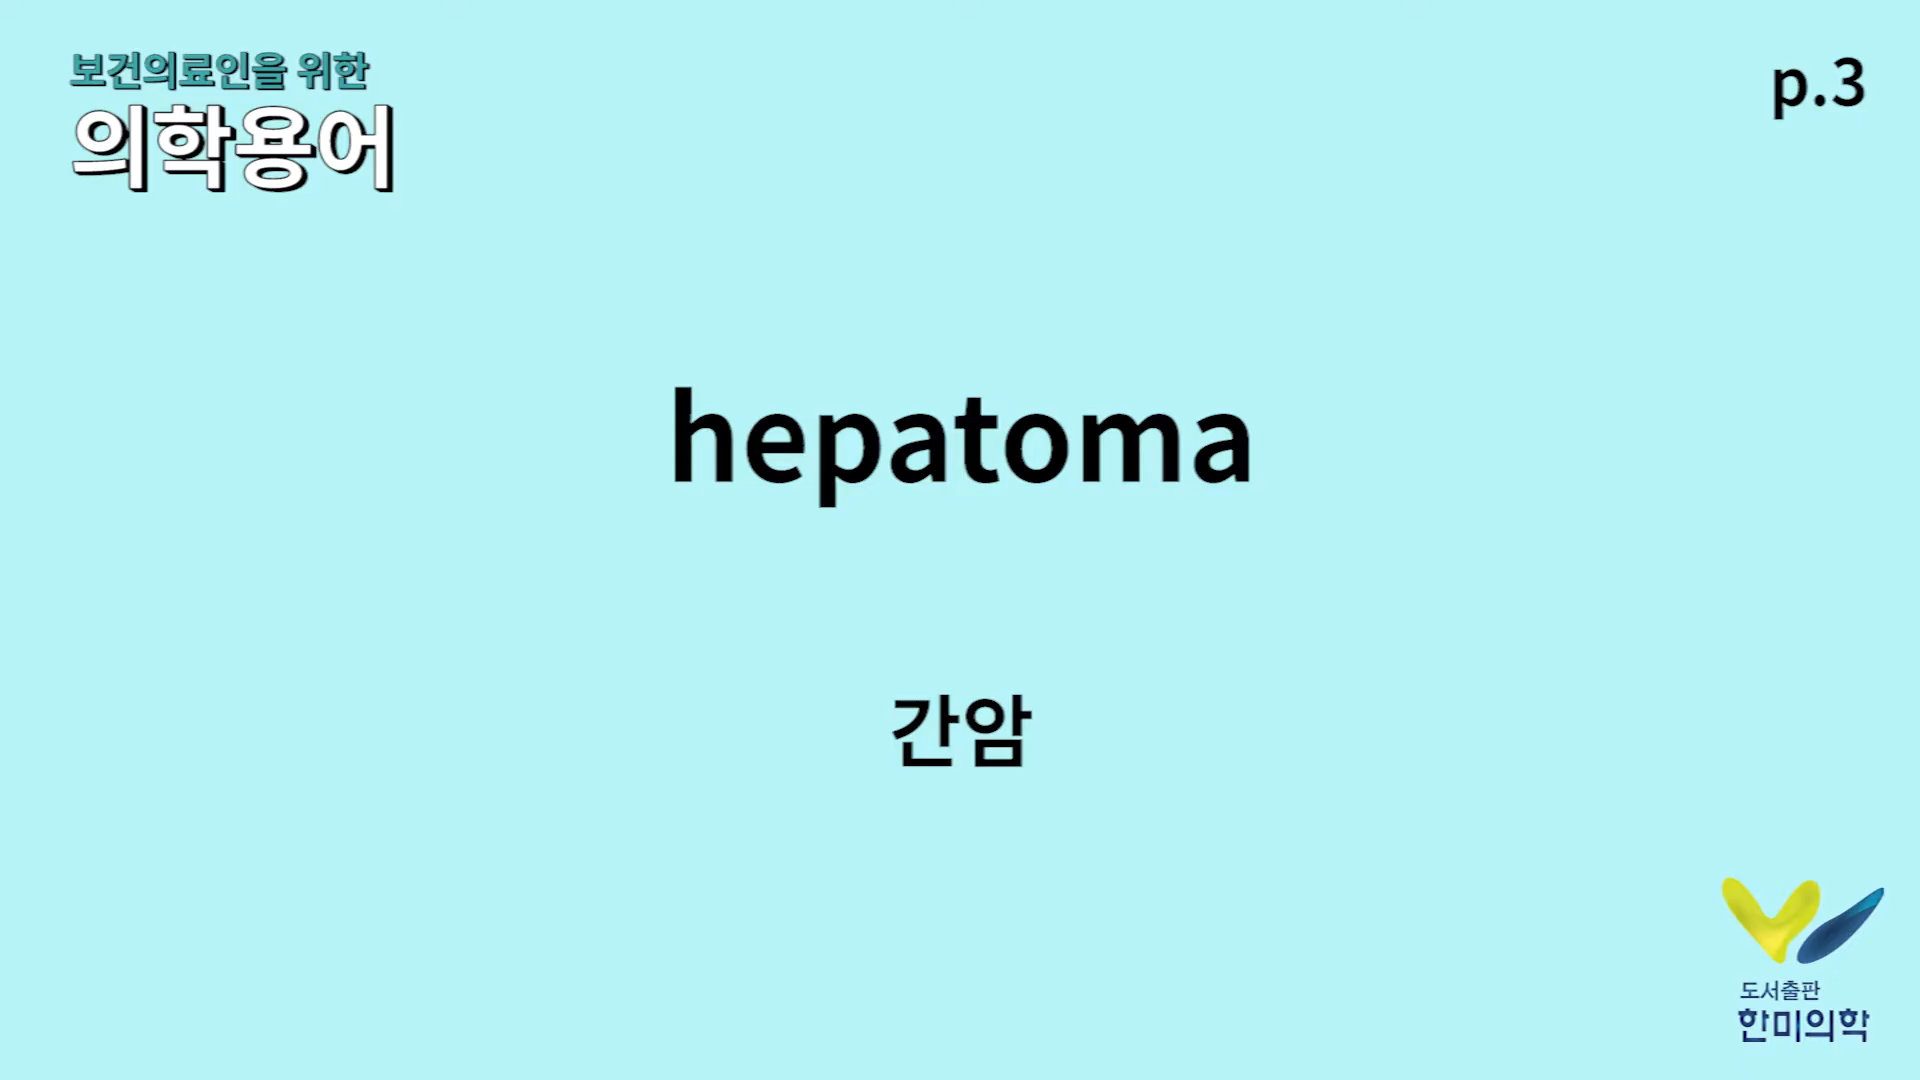 보건의료인을 위한
의학용어
p.3
hepatoma
간암
도서출판
한미의학